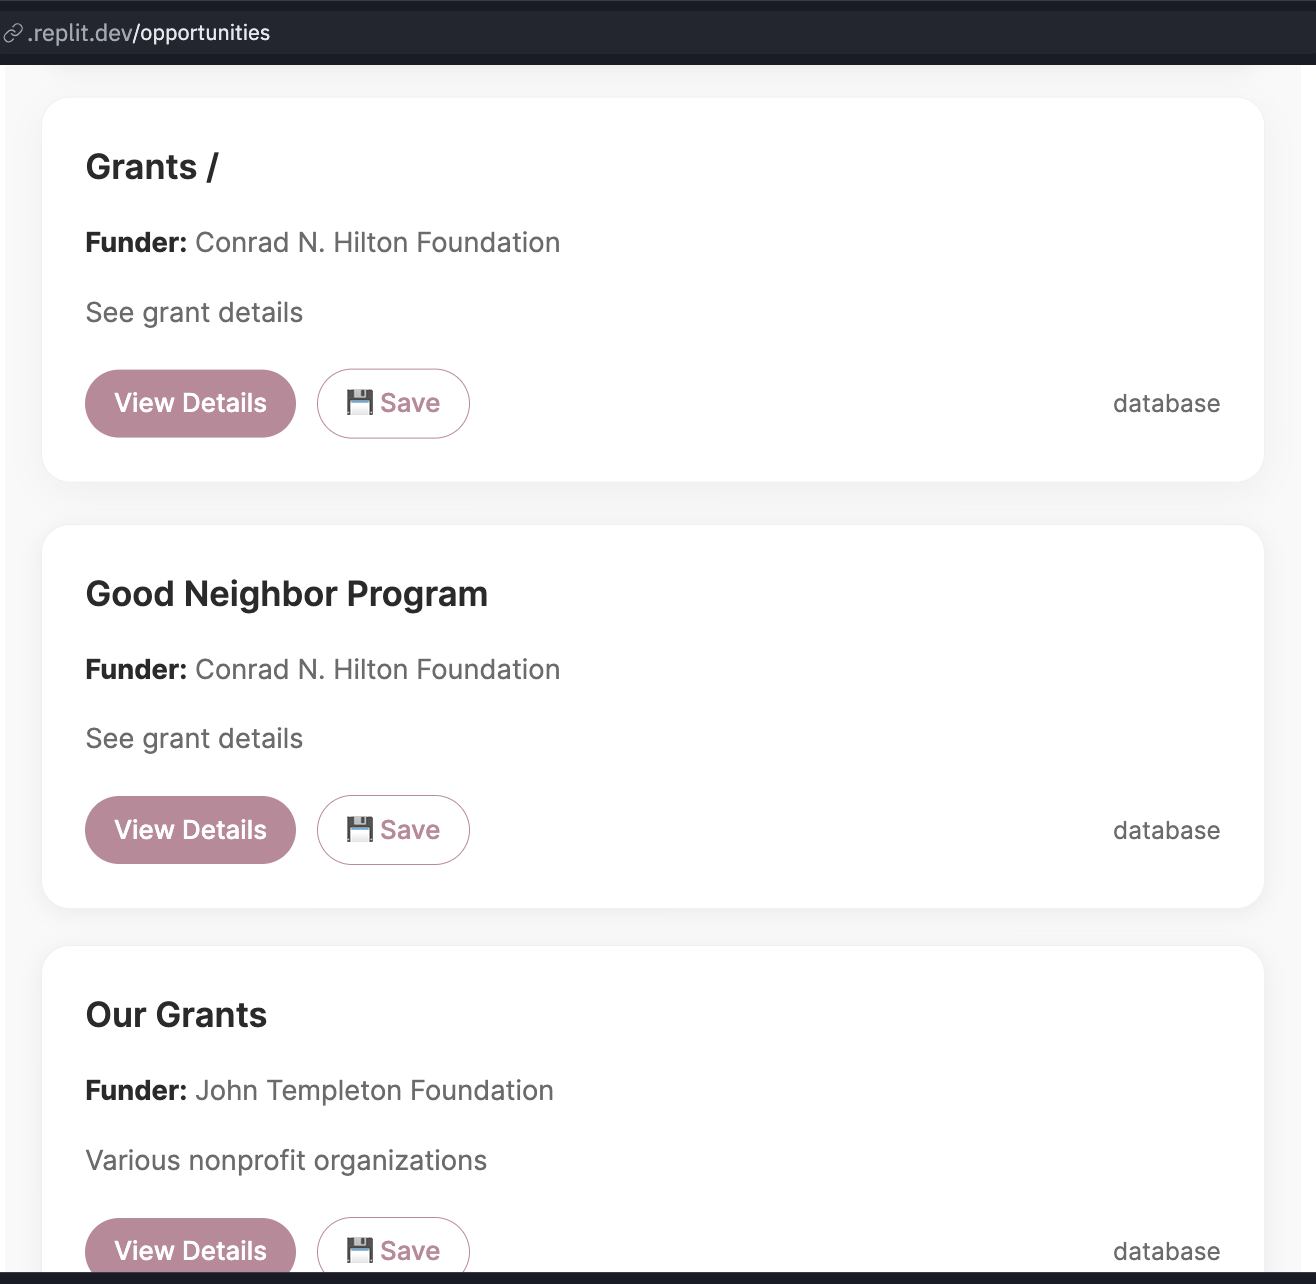 .replit.dev/opportunities
Grants /
Funder: Conrad N. Hilton Foundation
See grant details
View Details
💾 Save
database
Good Neighbor Program
Funder: Conrad N. Hilton Foundation
See grant details
View Details
💾 Save
database
Our Grants
Funder: John Templeton Foundation
Various nonprofit organizations
View Details
💾 Save
database